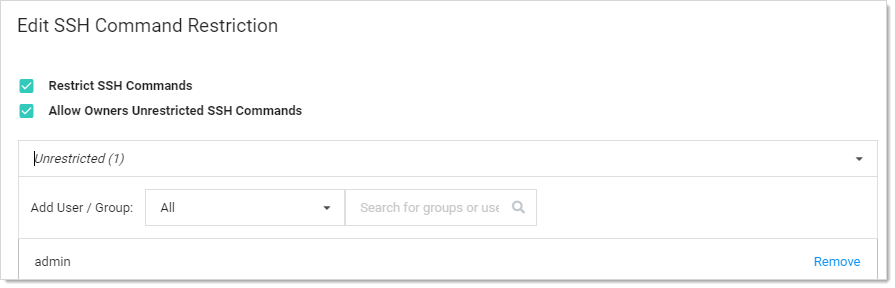 Edit SSH Command Restriction
Restrict SSH Commands
Allow Owners Unrestricted SSH Commands
Unrestricted (1)
Add User / Group: All Search for groups or use
admin Remove